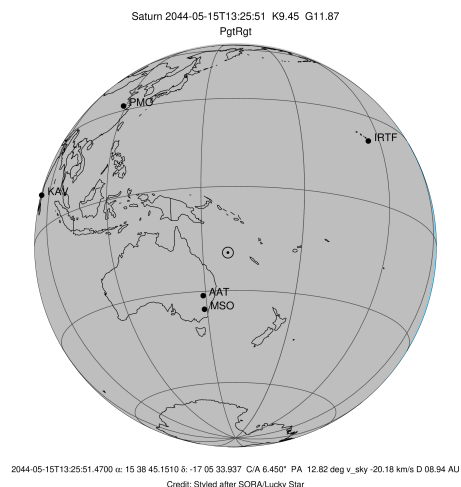 Saturn 2044-05-15T13:25:51  K9.45  G11.87
PgtRgt
PMO
IRTF
KAV
AAT
MSO
2044-05-15T13:25:51.4700 α: 15 38 45.1510 δ: -17 05 33.937  C/A 6.450"  PA  12.82 deg v_sky -20.18 km/s D 08.94 AU
Credit: Styled after SORA/Lucky Star